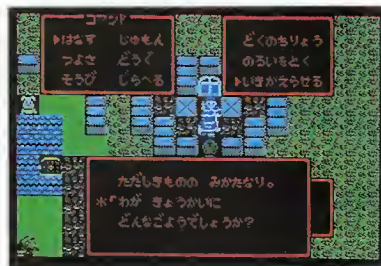 コマンド
▶はなす じゅもん
つよさ どうぐ
そうび しらべる
どくのちりょう
のろいをとく
▶いきかえらせる
ただしきものの みかたなり。
＊「わが きょうかいに
どんなごようでしょうか?